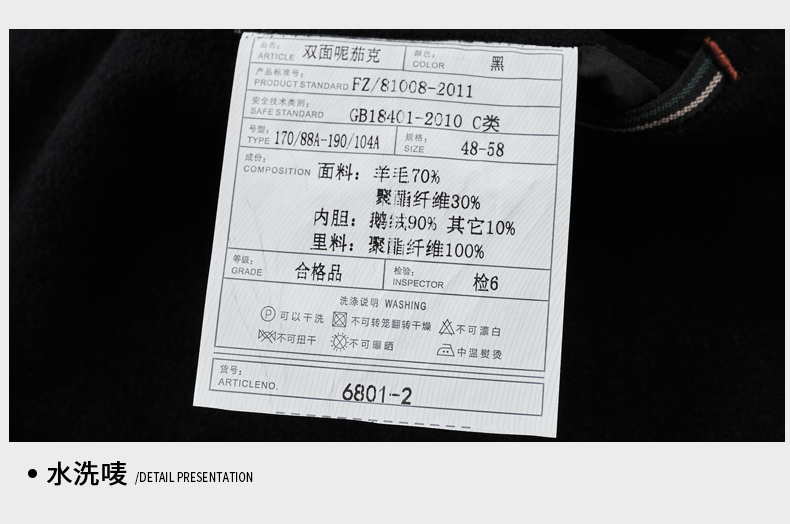 品名： 双面呢茄克 颜色： 黑
ARTICLE COLOR
产品标准号：
PRODUCT STANDARD FZ/81008-2011
安全技术类别：
SAFE STANDARD GB18401-2010 C类
号型： 170/88A-190/104A 规格： 48-58
TYPE SIZE
成份：
COMPOSITION 面料：羊毛70%
聚酯纤维30%
内胆：鹅绒90% 其它10%
里料：聚酯纤维100%
等级： 合格品 检验： 检6
GRADE INSPECTOR
洗涤说明 WASHING
P 可以干洗 不可转笼翻转干燥 不可漂白
不可扭干 不可曝晒 中温熨烫
货号：
ARTICLENO. 6801-2
• 水洗唛 /DETAIL PRESENTATION